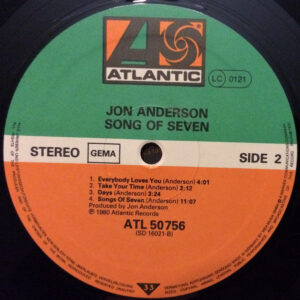 ATLANTIC
LC 0121
JON ANDERSON
SONG OF SEVEN
STEREO
GEMA
SIDE 2
1. Everybody Loves You (Anderson) 4:01
2. Take Your Time (Anderson) 3:12
3. Days (Anderson) 3:24
4. Songs Of Seven (Anderson) 11:07
Produced by Jon Anderson
℗ 1980 Atlantic Records
ATL 50 756
(SD 16021-B)
33